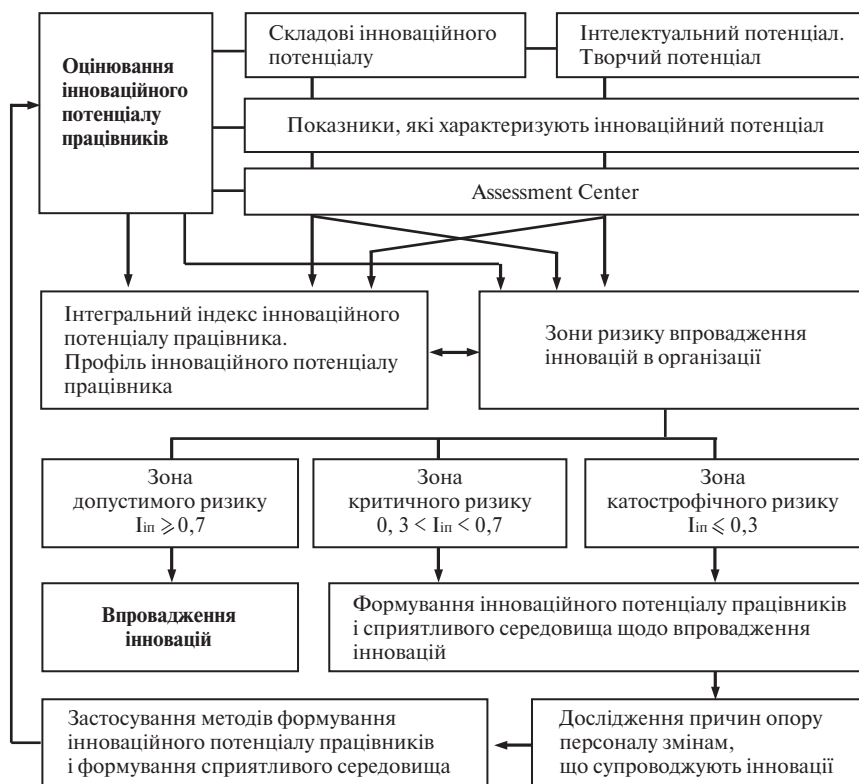 Оцінювання
інноваційного
потенціалу
працівників
Складові інноваційного
потенціалу
Інтелектуальний потенціал.
Творчий потенціал
Показники, які характеризують інноваційний потенціал
Assessment Center
Інтегральний індекс інноваційного
потенціалу працівника.
Профіль інноваційного потенціалу
працівника
Зони ризику впровадження
інновацій в організації
Зона
допустимого ризику
Iіп ⩾ 0,7
Зона
критичного ризику
0, 3 < Iіп < 0,7
Зона
катострофічного ризику
Iіп ⩽ 0,3
Впровадження
інновацій
Формування інноваційного потенціалу працівників
і сприятливого середовища щодо впровадження
інновацій
Застосування методів формування
інноваційного потенціалу працівників
і формування сприятливого середовища
Дослідження причин опору
персоналу змінам,
що супроводжують інновації